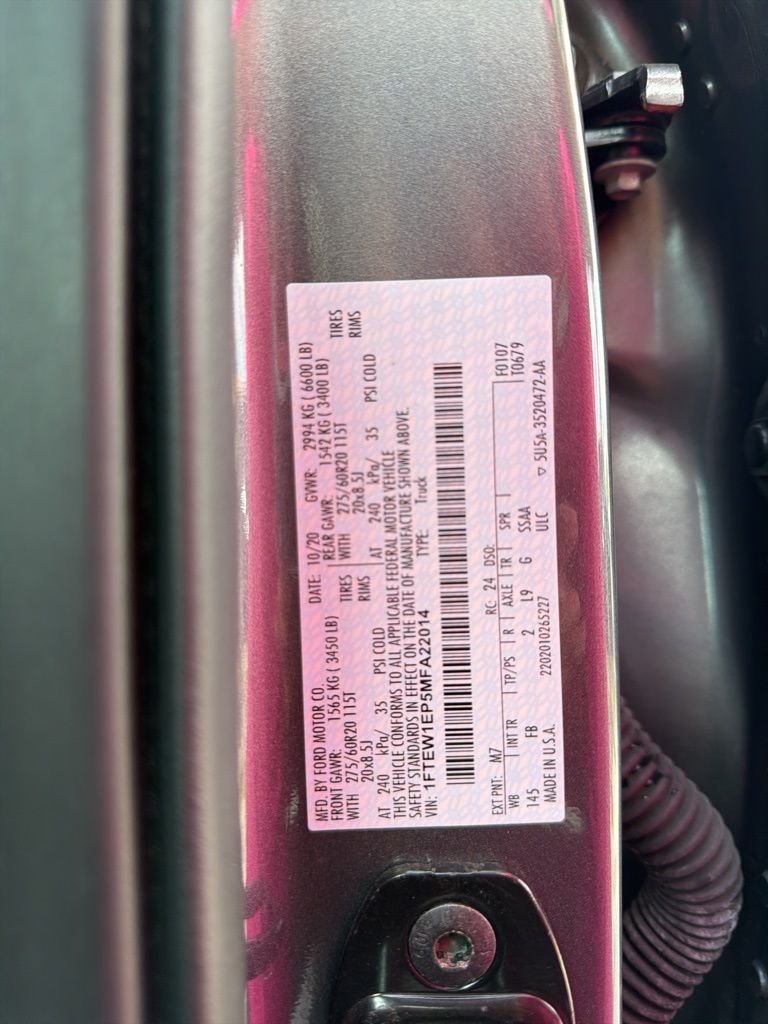 MFD. BY FORD MOTOR CO.
DATE: 10/20 GVWR: 2994 KG ( 6600 LB)
FRONT GAWR: 1565 KG ( 3450 LB) REAR GAWR: 1542 KG ( 3400 LB)
WITH 275/60R20 115T TIRES WITH 275/60R20 115T TIRES
20x8.5J RIMS 20x8.5J RIMS
AT 240 kPa/ 35 PSI COLD AT 240 kPa/ 35 PSI COLD
THIS VEHICLE CONFORMS TO ALL APPLICABLE FEDERAL MOTOR VEHICLE
SAFETY STANDARDS IN EFFECT ON THE DATE OF MANUFACTURE SHOWN ABOVE.
VIN: 1FTEW1EP5MFA22014 TYPE: Truck
F0107
EXT PNT: M7 RC: 24 DSO: T0679
WB INT TR TP/PS R AXLE TR SPR
145 FB 2 L9 G SSAA
MADE IN U.S.A. 2202010265227 ULC ▽ 5U5A-3520472-AA